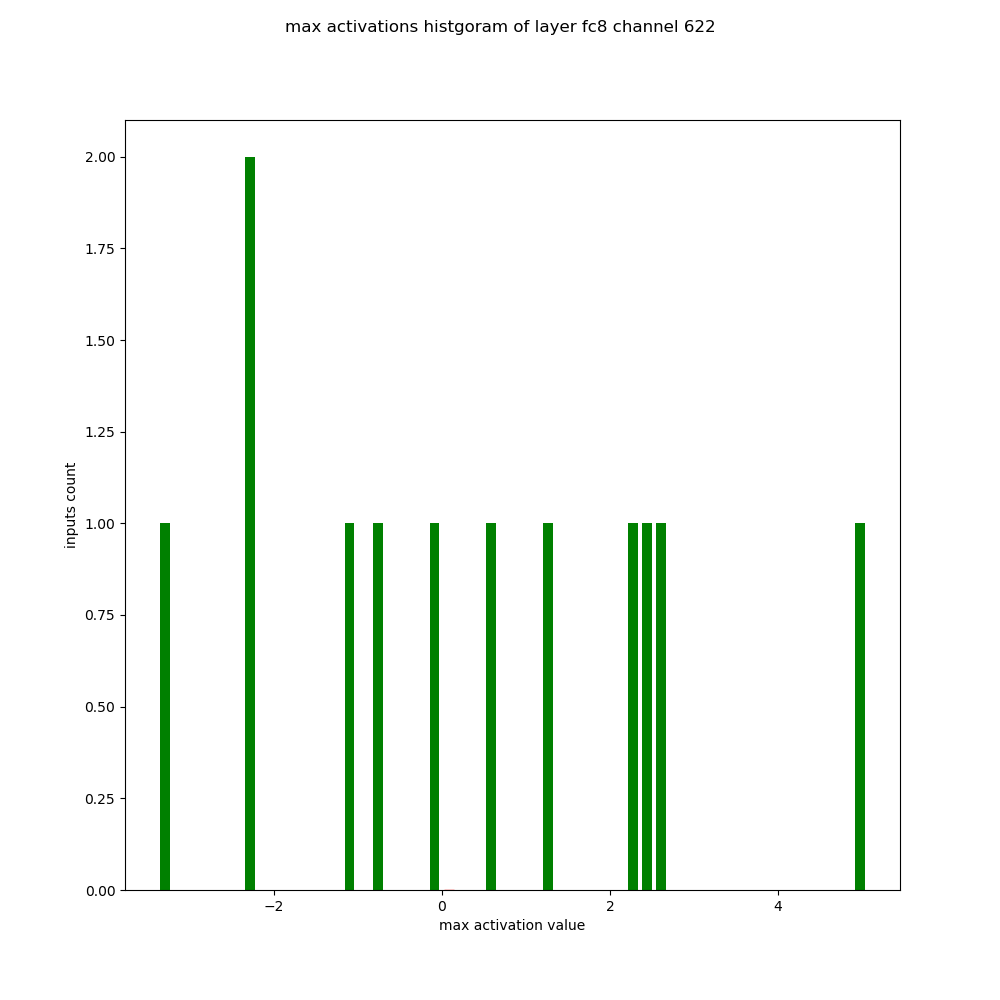 max activations histgoram of layer fc8 channel 622
2.00
1.75
1.50
1.25
1.00
0.75
0.50
0.25
0.00
inputs count
−2 0 2 4
max activation value